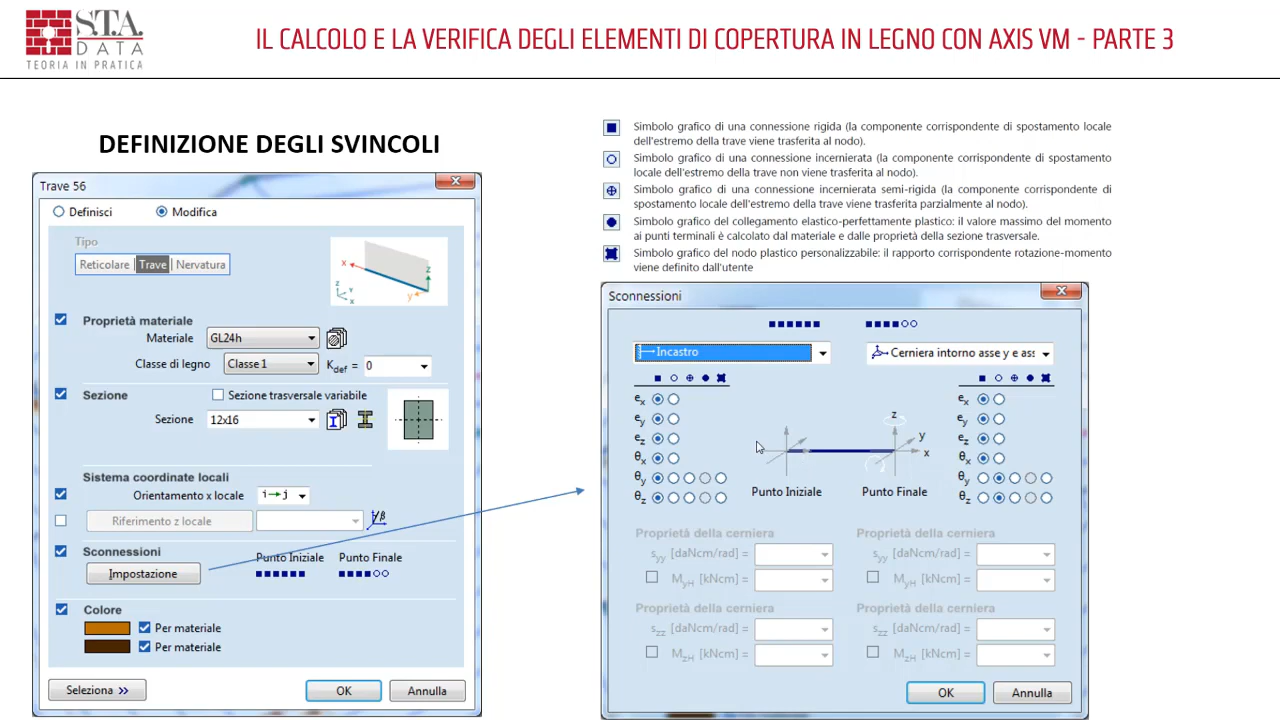 S.T.A.
DATA
TEORIA IN PRATICA
IL CALCOLO E LA VERIFICA DEGLI ELEMENTI DI COPERTURA IN LEGNO CON AXIS VM - PARTE 3
DEFINIZIONE DEGLI SVINCOLI
Trave 56
Definisci
Modifica
Tipo
Reticolare | Trave | Nervatura
x
z
y
Z
Y
X
Proprietà materiale
Materiale GL24h
Classe di legno Classe 1 Kdef = 0
Sezione
Sezione trasversale variabile
Sezione 12x16
Sistema coordinate locali
Orientamento x locale i→j
Riferimento z locale
Sconnessioni Punto Iniziale Punto Finale
Impostazione
Colore
Per materiale
Per materiale
Seleziona >> OK Annulla
Simbolo grafico di una connessione rigida (la componente corrispondente di spostamento locale
dell'estremo della trave viene trasferita al nodo).
Simbolo grafico di una connessione incernierata (la componente corrispondente di spostamento
locale dell'estremo della trave non viene trasferita al nodo).
Simbolo grafico di una connessione incernierata semi-rigida (la componente corrispondente di
spostamento locale dell'estremo della trave viene trasferita parzialmente al nodo).
Simbolo grafico del collegamento elastico-perfettamente plastico: il valore massimo del momento
ai punti terminali è calcolato dal materiale e dalle proprietà della sezione trasversale.
Simbolo grafico del nodo plastico personalizzabile: il rapporto corrispondente rotazione-momento
viene definito dall'utente
Sconnessioni
Incastro
Cerniera intorno asse y e ass
ex
ey
ez
θx
θy
θz
z
y
x
Punto Iniziale Punto Finale
ex
ey
ez
θx
θy
θz
Proprietà della cerniera Proprietà della cerniera
syy [daNcm/rad] = syy [daNcm/rad] =
MyH [kNcm] = MyH [kNcm] =
Proprietà della cerniera Proprietà della cerniera
szz [daNcm/rad] = szz [daNcm/rad] =
MzH [kNcm] = MzH [kNcm] =
OK Annulla